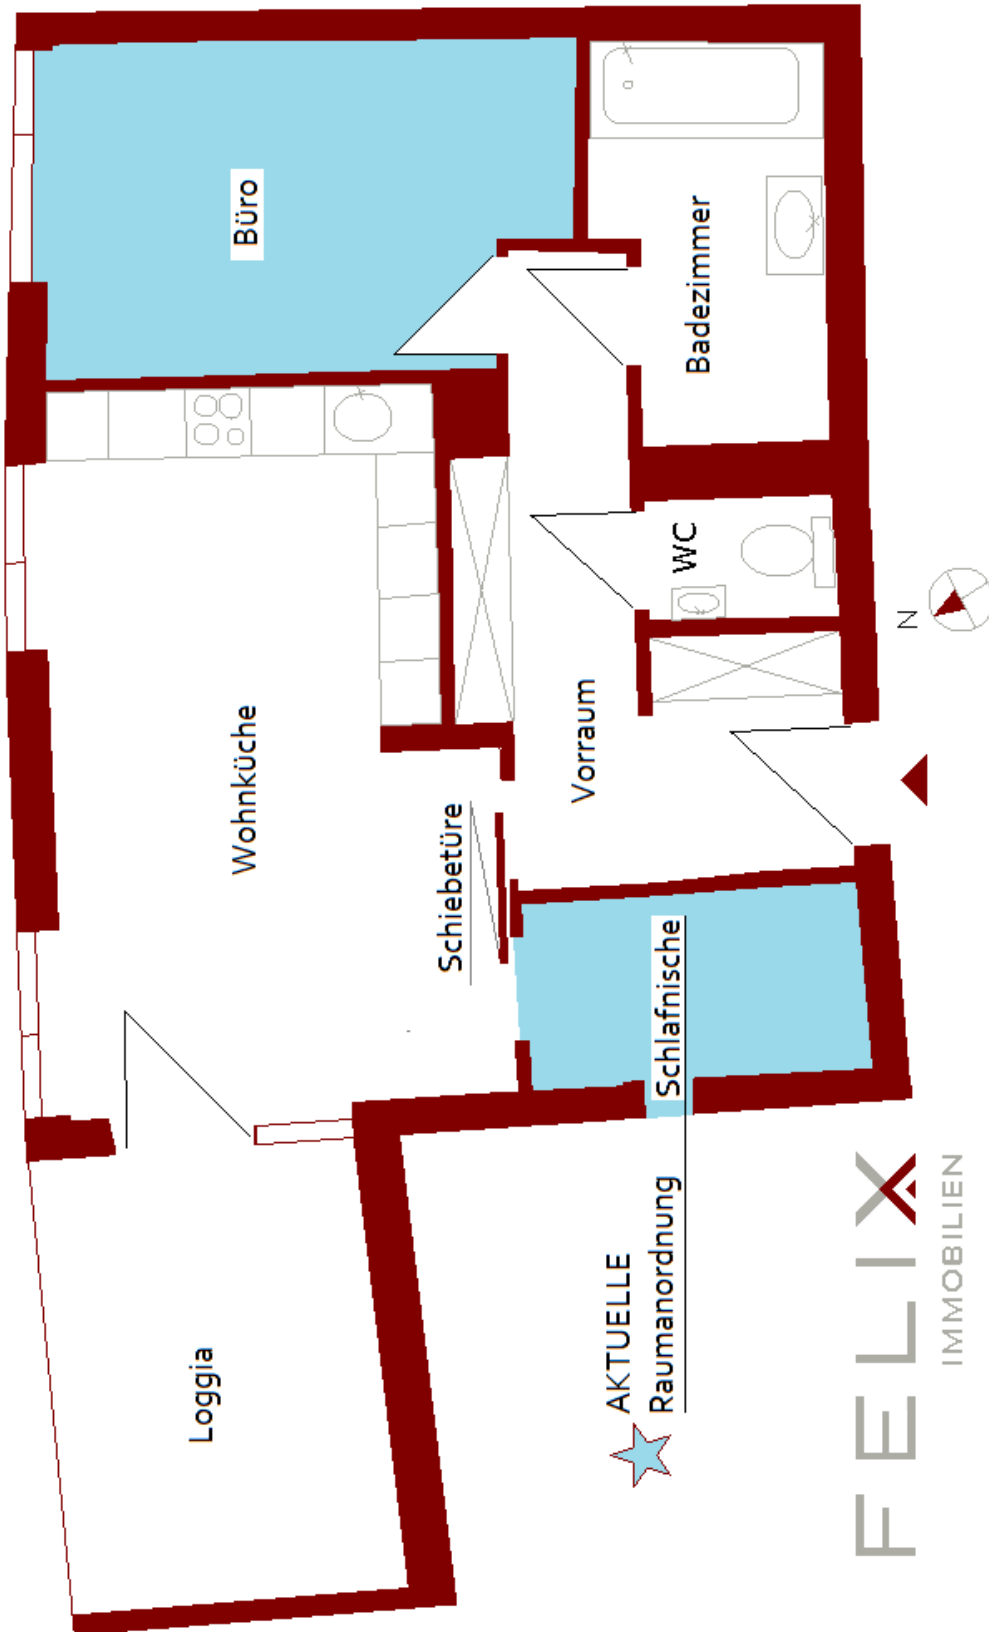 Loggia
Wohnküche
Büro
Schiebetüre
Vorraum
WC
Badezimmer
AKTUELLE
Raumanordnung
Schlafnische
N
FELIX
IMMOBILIEN